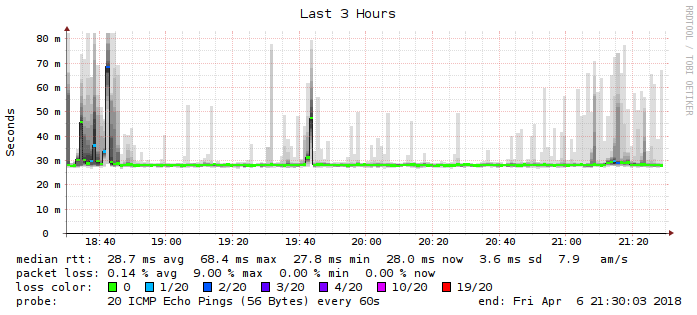 Last 3 Hours
RRDTOOL / TOBI OETIKER
Seconds
80 m
70 m
60 m
50 m
40 m
30 m
20 m
10 m
0
18:40 19:00 19:20 19:40 20:00 20:20 20:40 21:00 21:20
median rtt: 28.7 ms avg 68.4 ms max 27.8 ms min 28.0 ms now 3.6 ms sd 7.9 am/s
packet loss: 0.14 % avg 9.00 % max 0.00 % min 0.00 % now
loss color: 0 1/20 2/20 3/20 4/20 10/20 19/20
probe: 20 ICMP Echo Pings (56 Bytes) every 60s end: Fri Apr 6 21:30:03 2018